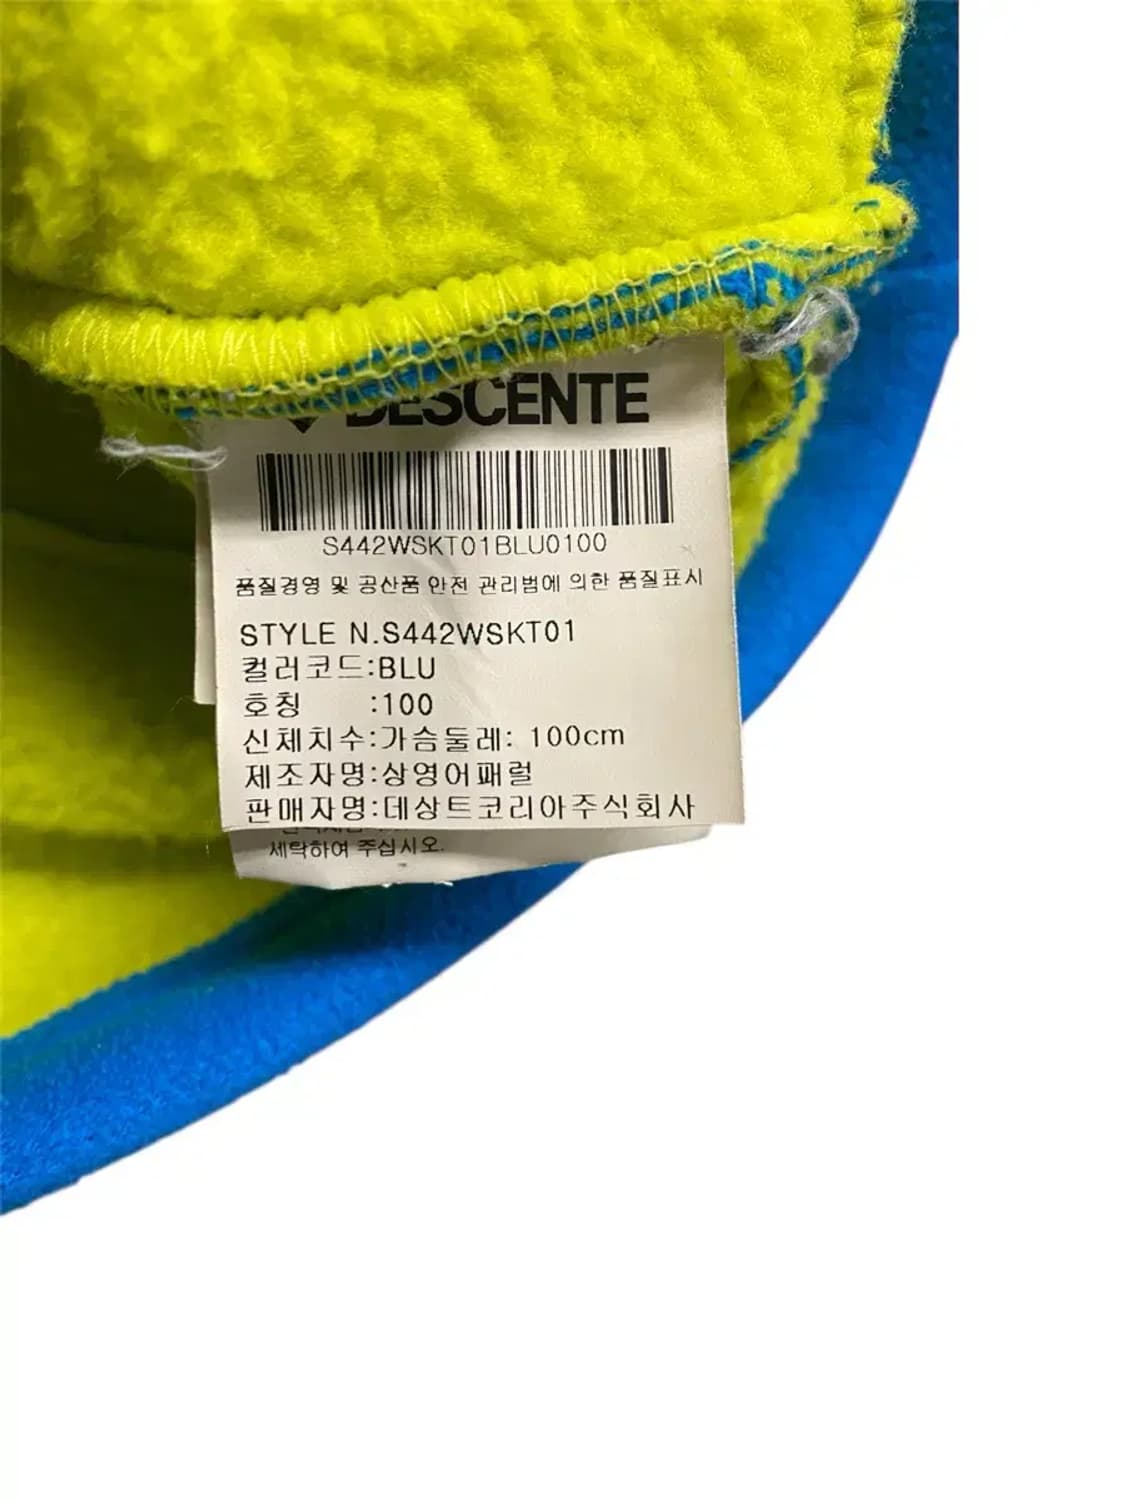 DESCENTE
S442WSKT01BLU0100
품질경영 및 공산품 안전 관리법에 의한 품질표시
STYLE N.S442WSKT01
컬러코드:BLU
호칭 :100
신체치수:가슴둘레: 100cm
제조자명:상영어패럴
판매자명:데상트코리아주식회사
세탁하여 주십시오.